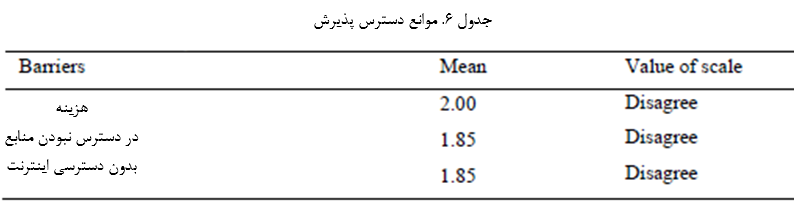 جدول ۶. موانع دسترس پذیرش
Barriers Mean Value of scale
هزینه 2.00 Disagree
در دسترس نبودن منابع 1.85 Disagree
بدون دسترسی اینترنت 1.85 Disagree